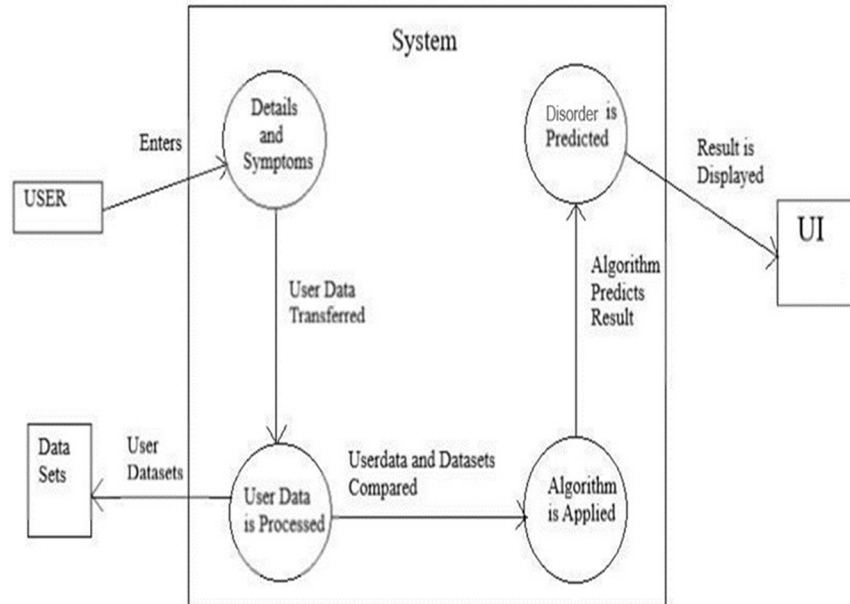 System
Details
and
Symptoms
Disorder is
Predicted
Enters
Result is
Displayed
USER
UI
User Data
Transferred
Algorithm
Predicts
Result
Data
Sets
User
Datasets
Userdata and Datasets
Compared
User Data
is Processed
Algorithm
is Applied